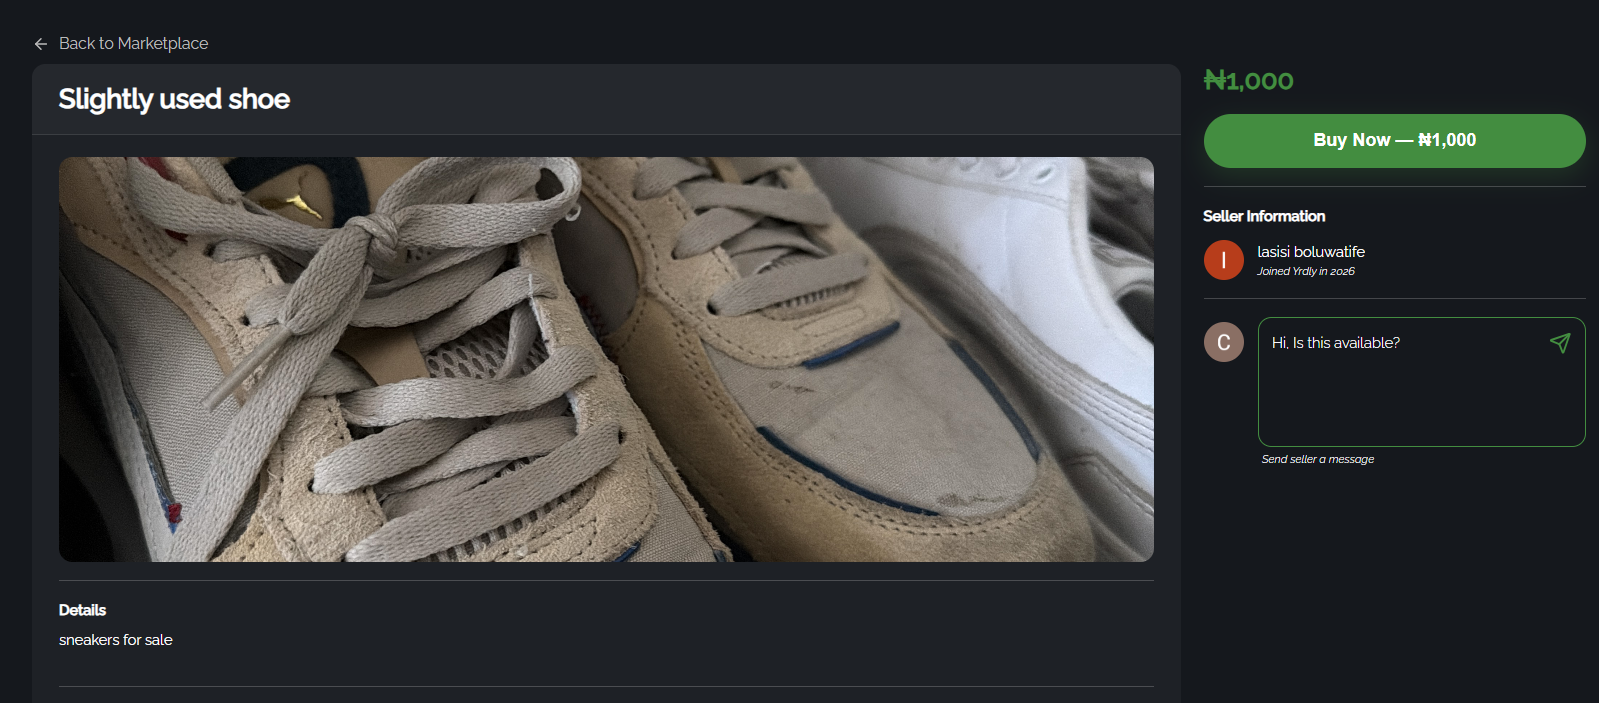 Back to Marketplace
Slightly used shoe
Details
sneakers for sale
₦1,000
Buy Now — ₦1,000
Seller Information
I
lasisi boluwatife
Joined Yrdly in 2026
C
Hi, Is this available?
Send seller a message